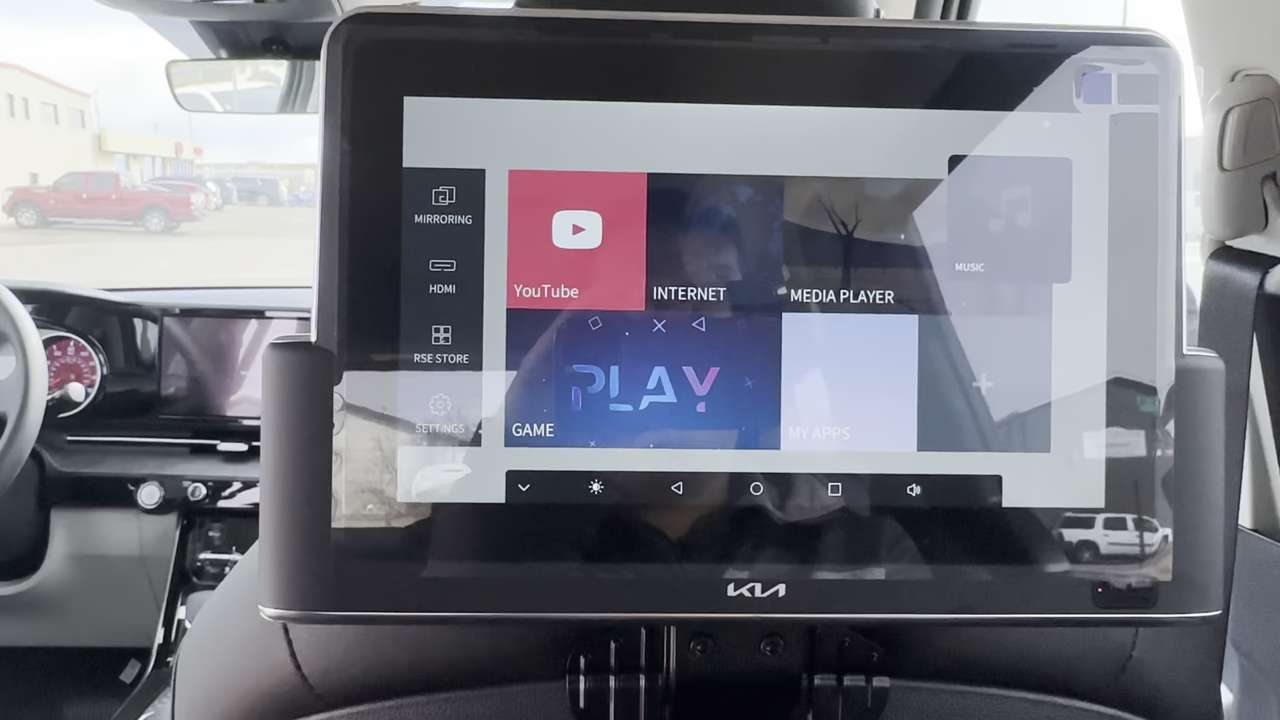 MIRRORING
HDMI
RSE STORE
SETTINGS
YouTube
INTERNET
MEDIA PLAYER
MUSIC
PLAY
GAME
MY APPS
KIA